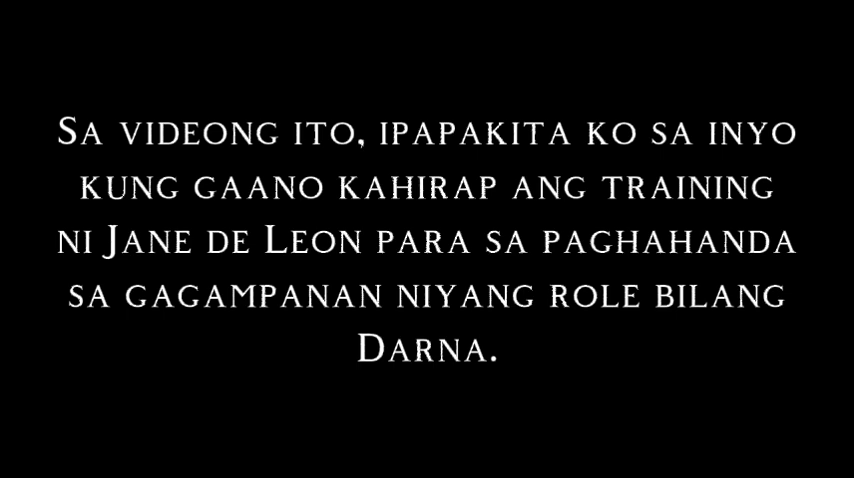 Sa videong ito, ipapakita ko sa inyo
kung gaano kahirap ang training
ni Jane de Leon para sa paghahanda
sa gagampanan niyang role bilang
Darna.